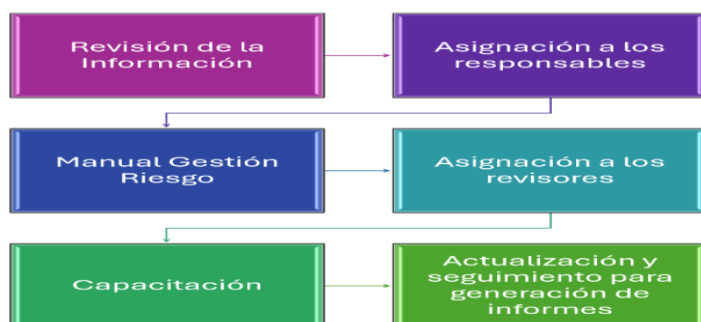 Revisión de la
Información
Asignación a los
responsables
Manual Gestión
Riesgo
Asignación a los
revisores
Capacitación
Actualización y
seguimiento para
generación de
informes